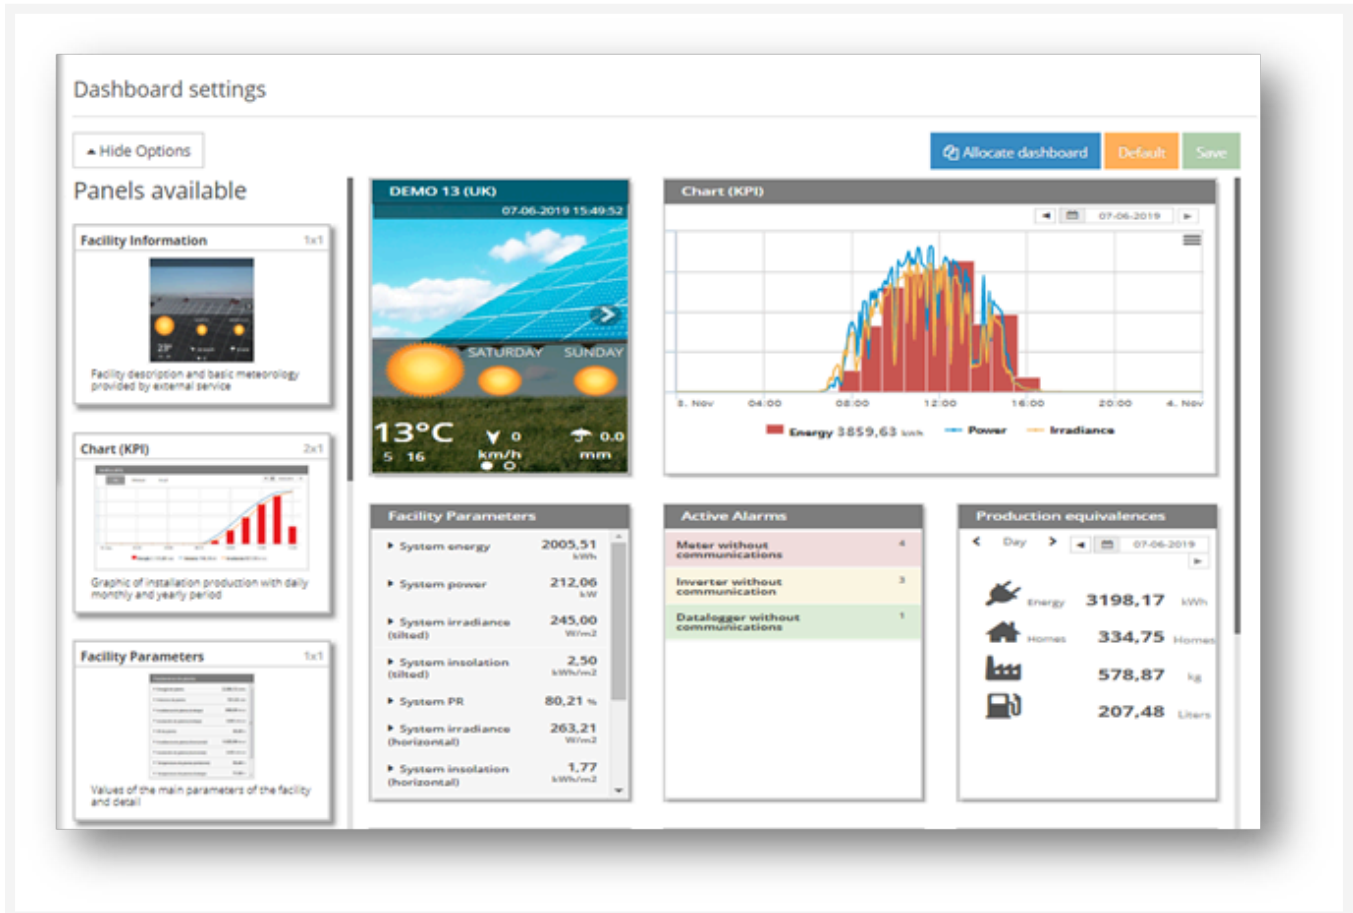 Dashboard settings
Hide Options
Allocate dashboard
Default
Save
Panels available
Facility Information 1x1
23°
Facility description and basic meteorology
provided by external service
Chart (KPI) 2x1
Graphic of installation production with daily
monthly and yearly period
Facility Parameters 1x1
Values of the main parameters of the facility
and detail
DEMO 13 (UK)
07-06-2019 15:49:52
SATURDAY SUNDAY
13°C
5 16
0
km/h
0.0
mm
Chart (KPI)
07-06-2019
04:00 08:00 12:00 16:00 20:00 4. Nov
Energy 3859,63 kWh Power Irradiance
Facility Parameters
System energy 2005,51
kWh
System power 212,06
kW
System irradiance 245,00
(tilted) W/m2
System insolation 2,50
(tilted) kWh/m2
System PR 80,21 %
System irradiance 263,21
(horizontal) W/m2
System insolation 1,77
(horizontal) kWh/m2
Active Alarms
Meter without 4
communications
Inverter without 3
communication
Datalogger without 1
communications
Production equivalences
Day 07-06-2019
Energy 3198,17 kWh
Homes 334,75 Homes
578,87 kg
207,48 Liters